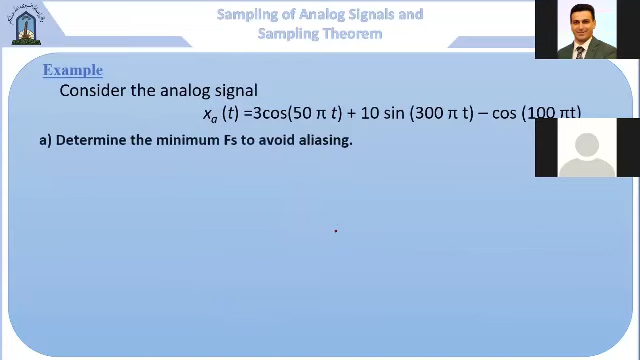 Sampling of Analog Signals and
Sampling Theorem
Example
Consider the analog signal
xₐ (t) =3cos(50 π t) + 10 sin (300 π t) – cos (100 πt)
a) Determine the minimum Fs to avoid aliasing.